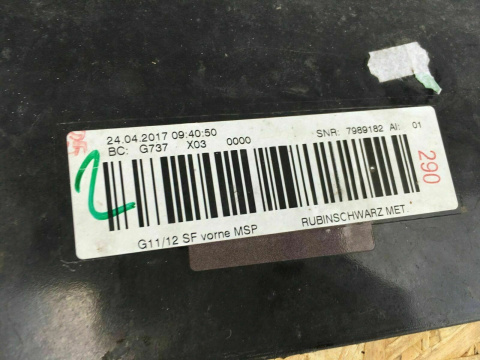 24.04.2017 09:40:50
BC: G737 X03 0000 SNR: 7989182 AI: 01
290
G11/12 SF vorne MSP RUBINSCHWARZ MET.